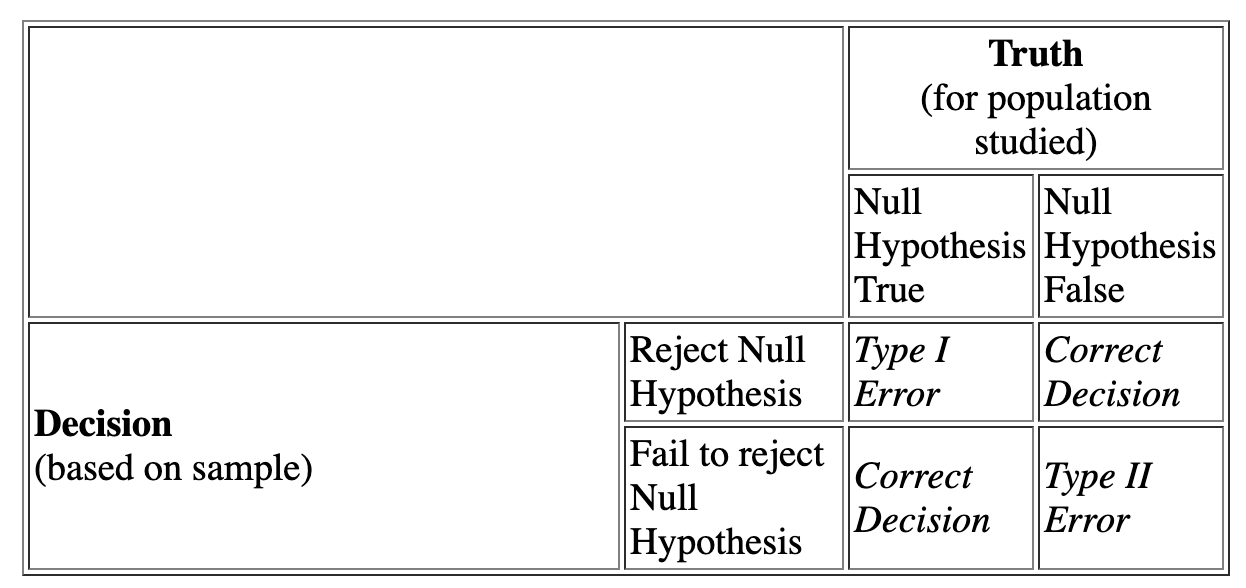 Truth
(for population
studied)
Null
Hypothesis
True
Null
Hypothesis
False
Decision
(based on sample)
Reject Null
Hypothesis
Type I
Error
Correct
Decision
Fail to reject
Null
Hypothesis
Correct
Decision
Type II
Error